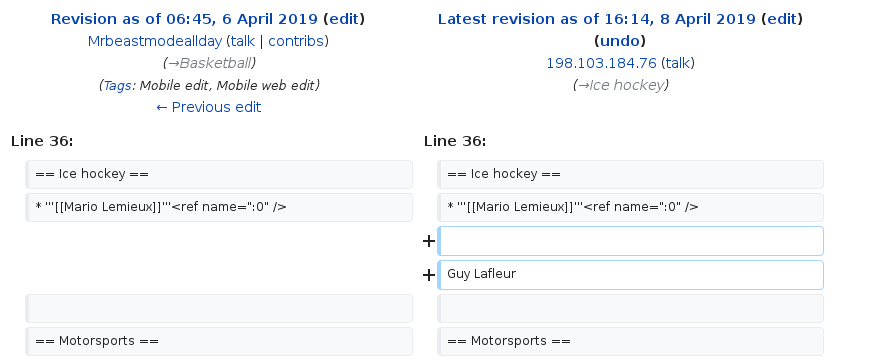 Revision as of 06:45, 6 April 2019 (edit)
Mrbeastmodeallday (talk | contribs)
(→Basketball)
(Tags: Mobile edit, Mobile web edit)
← Previous edit
Latest revision as of 16:14, 8 April 2019 (edit)
(undo)
198.103.184.76 (talk)
(→Ice hockey)
Line 36:
Line 36:
== Ice hockey ==
== Ice hockey ==
* '''[[Mario Lemieux]]'''<ref name=":0" />
* '''[[Mario Lemieux]]'''<ref name=":0" />
+
+ Guy Lafleur
== Motorsports ==
== Motorsports ==